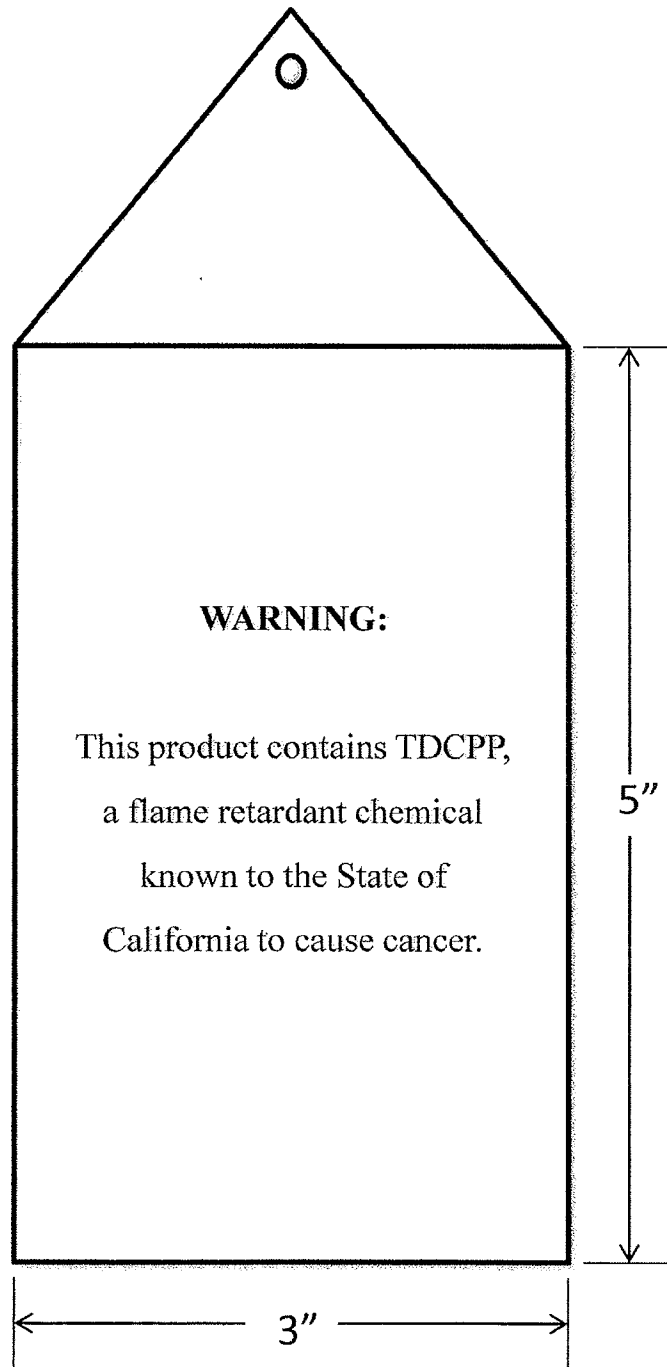 WARNING:
This product contains TDCPP,
a flame retardant chemical
known to the State of
California to cause cancer.
5”
3”